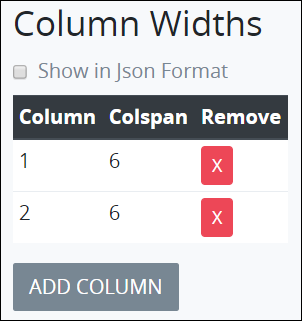 Column Widths
Show in Json Format
Column Colspan Remove
1 6 X
2 6 X
ADD COLUMN